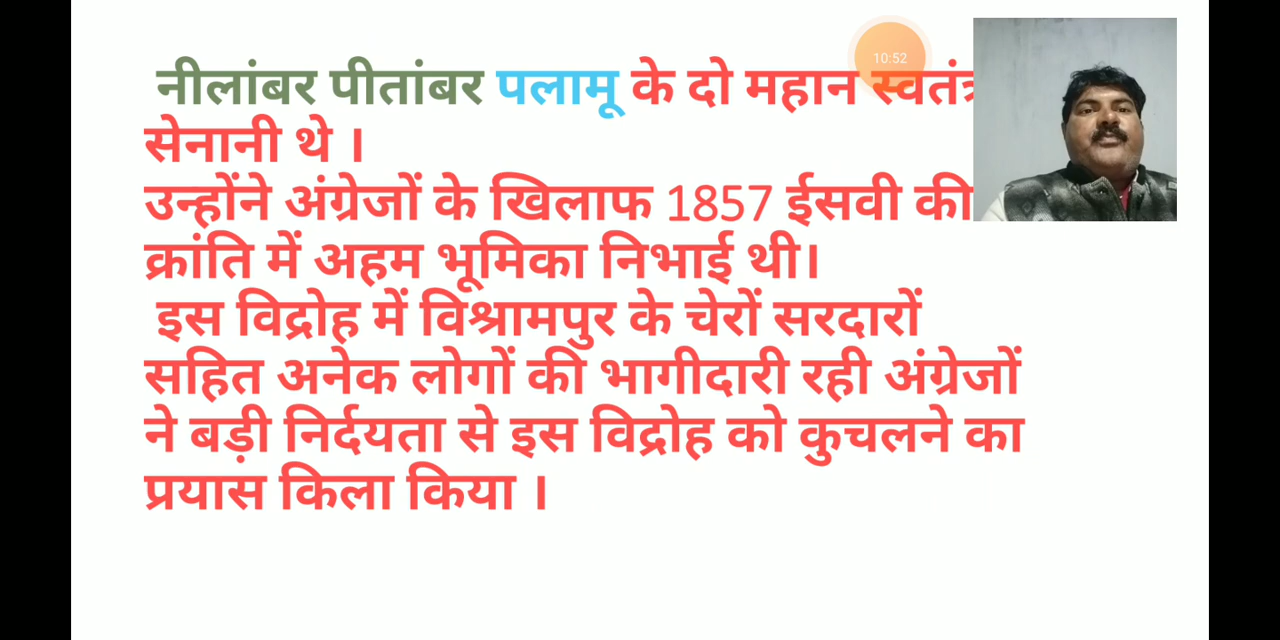 नीलांबर पीतांबर पलामू के दो महान
सेनानी थे ।
उन्होंने अंग्रेजों के खिलाफ 1857 ईसवी की
क्रांति में अहम भूमिका निभाई थी।
इस विद्रोह में विश्रामपुर के चेरों सरदारों
सहित अनेक लोगों की भागीदारी रही अंग्रेजों
ने बड़ी निर्दयता से इस विद्रोह को कुचलने का
प्रयास किला किया ।
10:52